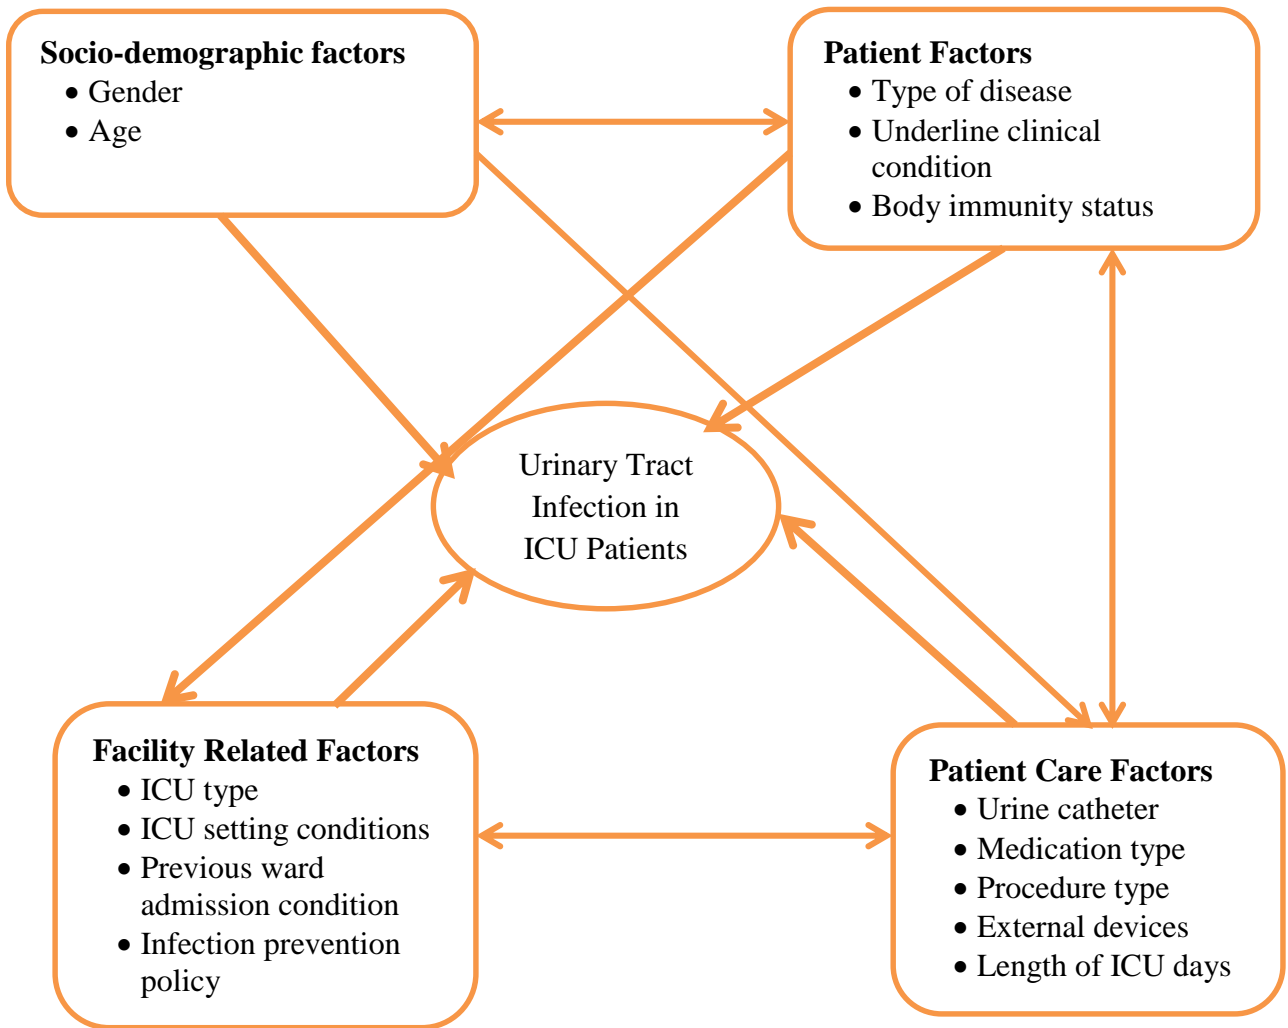 Socio-demographic factors
• Gender
• Age
Patient Factors
• Type of disease
• Underline clinical
condition
• Body immunity status
Urinary Tract
Infection in
ICU Patients
Facility Related Factors
• ICU type
• ICU setting conditions
• Previous ward
admission condition
• Infection prevention
policy
Patient Care Factors
• Urine catheter
• Medication type
• Procedure type
• External devices
• Length of ICU days